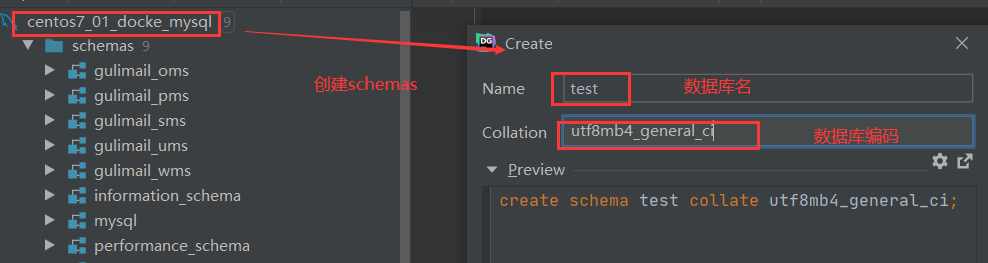 centos7_01_docke_mysql 9
schemas 9
gulimail_oms
gulimail_pms
gulimail_sms
gulimail_ums
gulimail_wms
information_schema
mysql
performance_schema
创建schemas
DG Create
Name test 数据库名
Collation utf8mb4_general_ci 数据库编码
Preview
create schema test collate utf8mb4_general_ci;